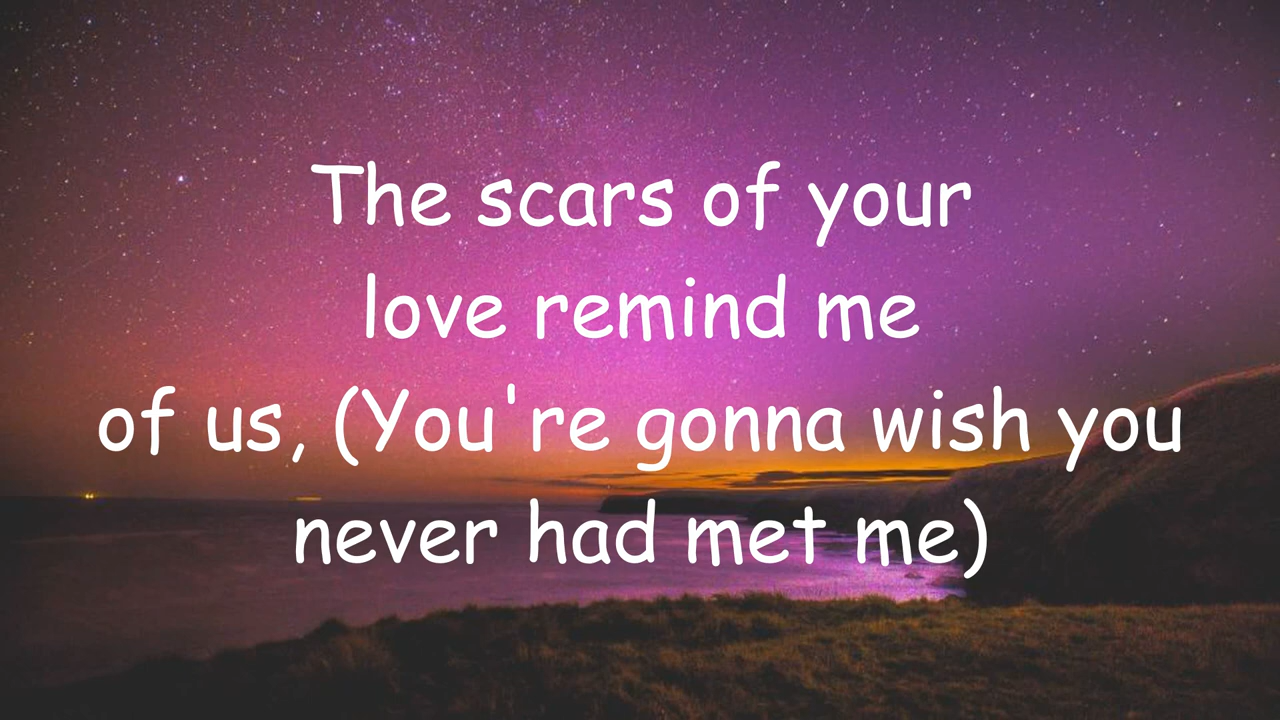 The scars of your
love remind me
of us, (You're gonna wish you
never had met me)